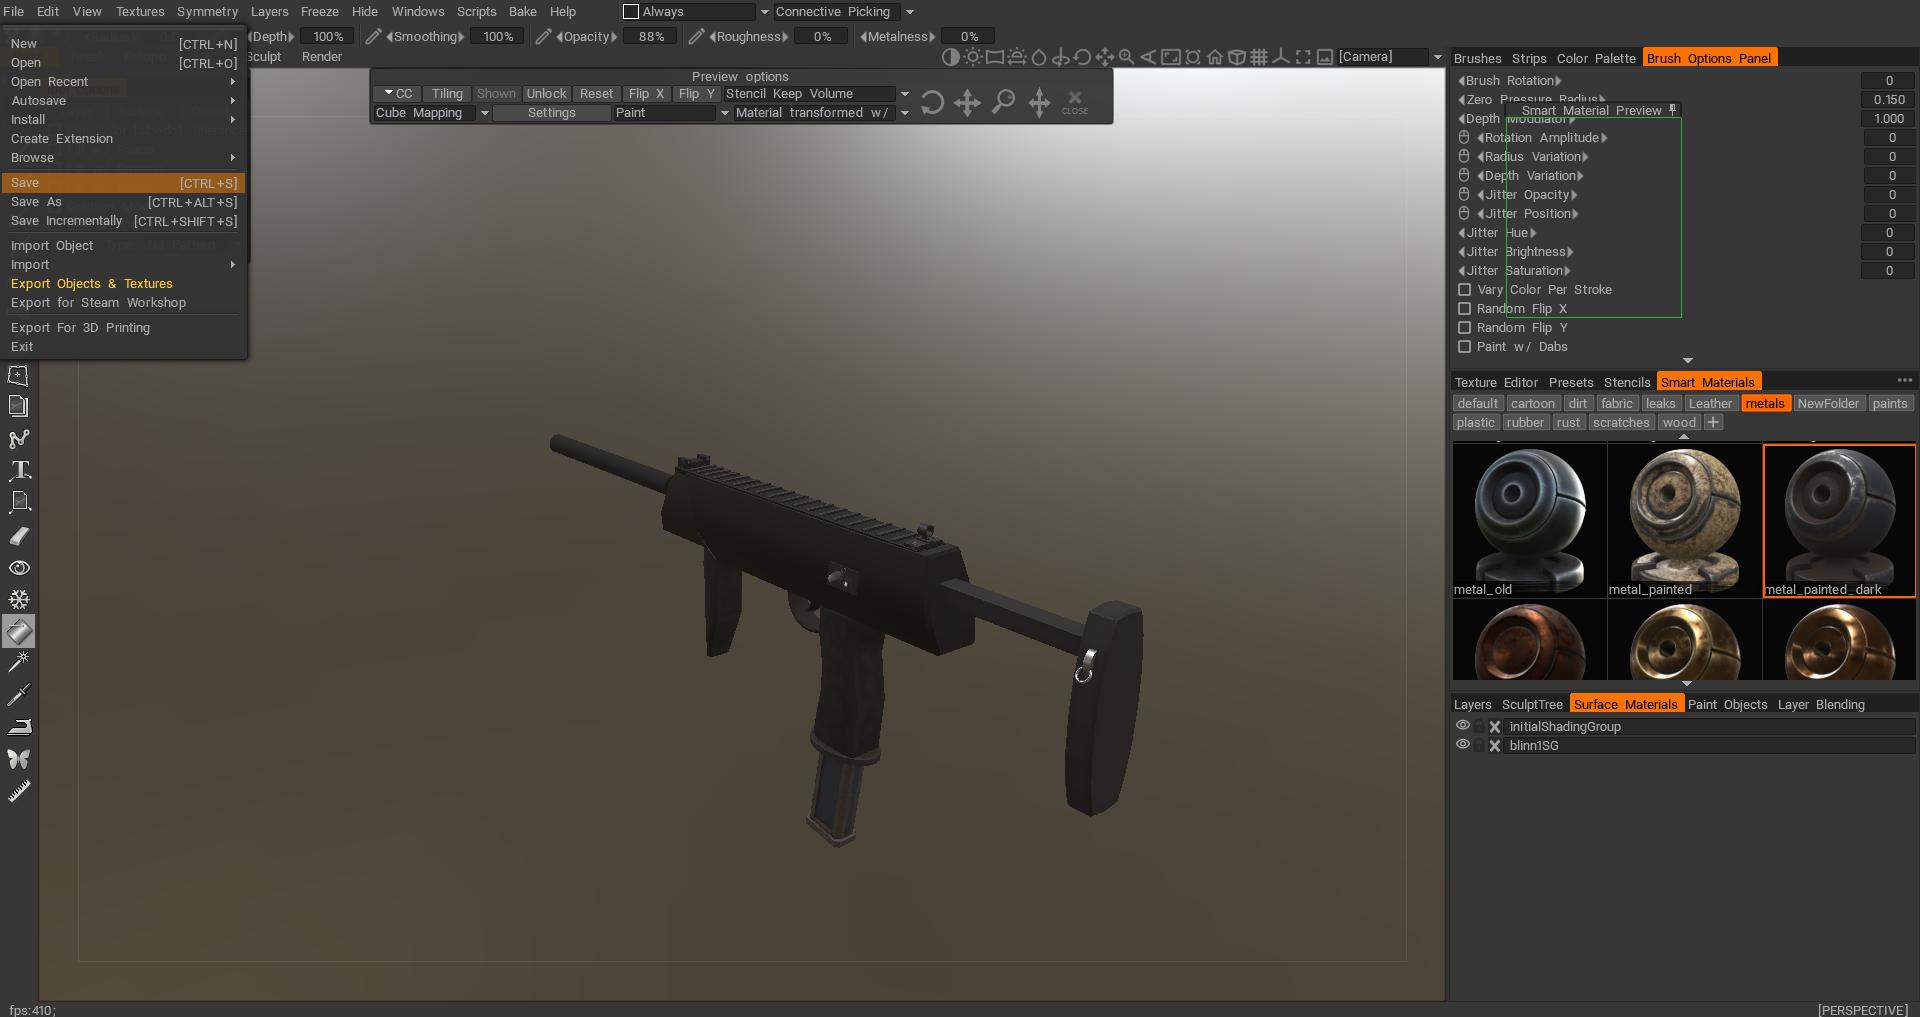 File Edit View Textures Symmetry Layers Freeze Hide Windows Scripts Bake Help Always Connective Picking
Depth 100% Smoothing 100% Opacity 88% Roughness 0% Metalness 0%
Sculpt Render [Camera]
New [CTRL+N]
Open [CTRL+O]
Open Recent
Autosave
Install
Create Extension
Browse
Save [CTRL+S]
Save As [CTRL+ALT+S]
Save Incrementally [CTRL+SHIFT+S]
Import Object
Import
Export Objects & Textures
Export for Steam Workshop
Export For 3D Printing
Exit
Preview options
CC Tiling Shown Unlock Reset Flip X Flip Y Stencil Keep Volume
Cube Mapping Settings Paint Material transformed w/
CLOSE
Brushes Strips Color Palette Brush Options Panel
Brush Rotation 0
Zero Pressure Radius 0.150
Smart Material Preview
Depth Modulator 1.000
Rotation Amplitude 0
Radius Variation 0
Depth Variation 0
Jitter Opacity 0
Jitter Position 0
Jitter Hue 0
Jitter Brightness 0
Jitter Saturation 0
Vary Color Per Stroke
Random Flip X
Random Flip Y
Paint w/ Dabs
Texture Editor Presets Stencils Smart Materials
default cartoon dirt fabric leaks Leather metals NewFolder paints
plastic rubber rust scratches wood +
metal_old metal_painted metal_painted_dark
Layers SculptTree Surface Materials Paint Objects Layer Blending
initialShadingGroup
blinn1SG
fps:410; [PERSPECTIVE]